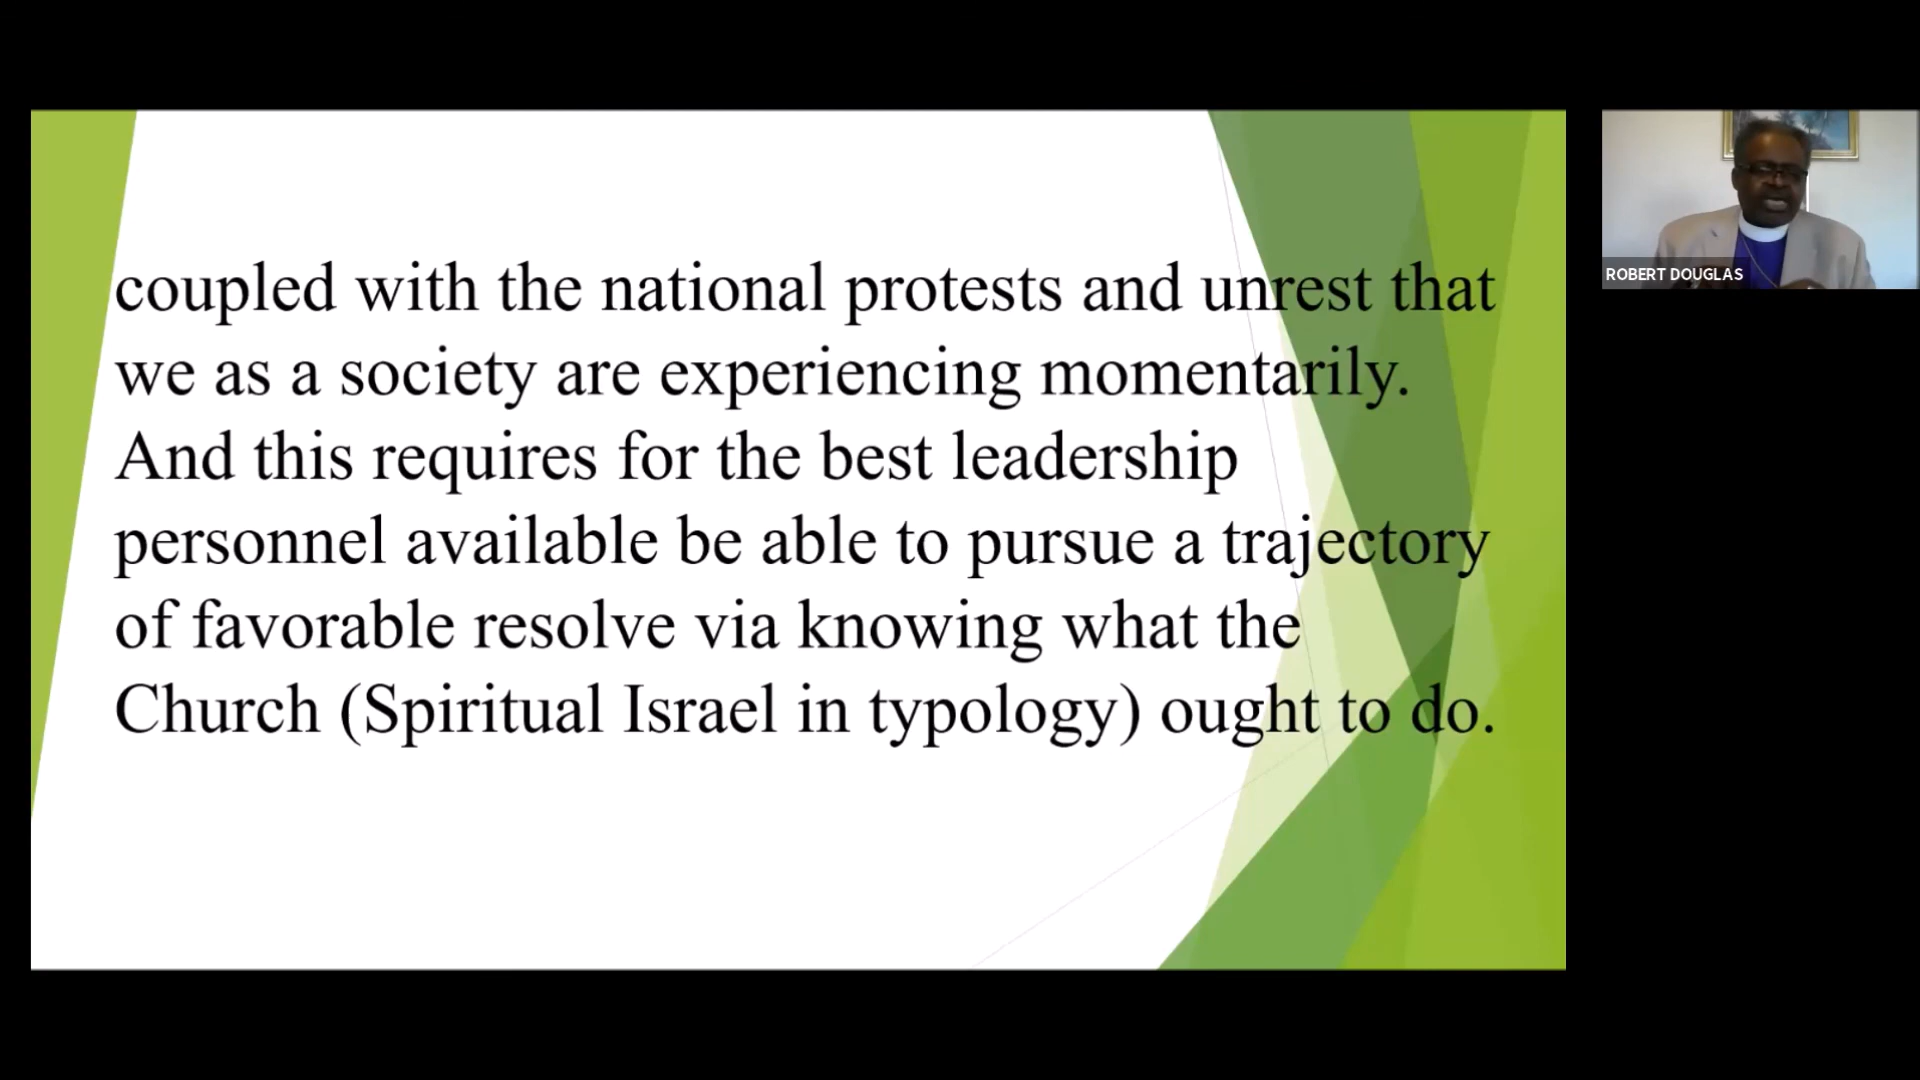 coupled with the national protests and unrest that
we as a society are experiencing momentarily.
And this requires for the best leadership
personnel available be able to pursue a trajectory
of favorable resolve via knowing what the
Church (Spiritual Israel in typology) ought to do.
ROBERT DOUGLAS